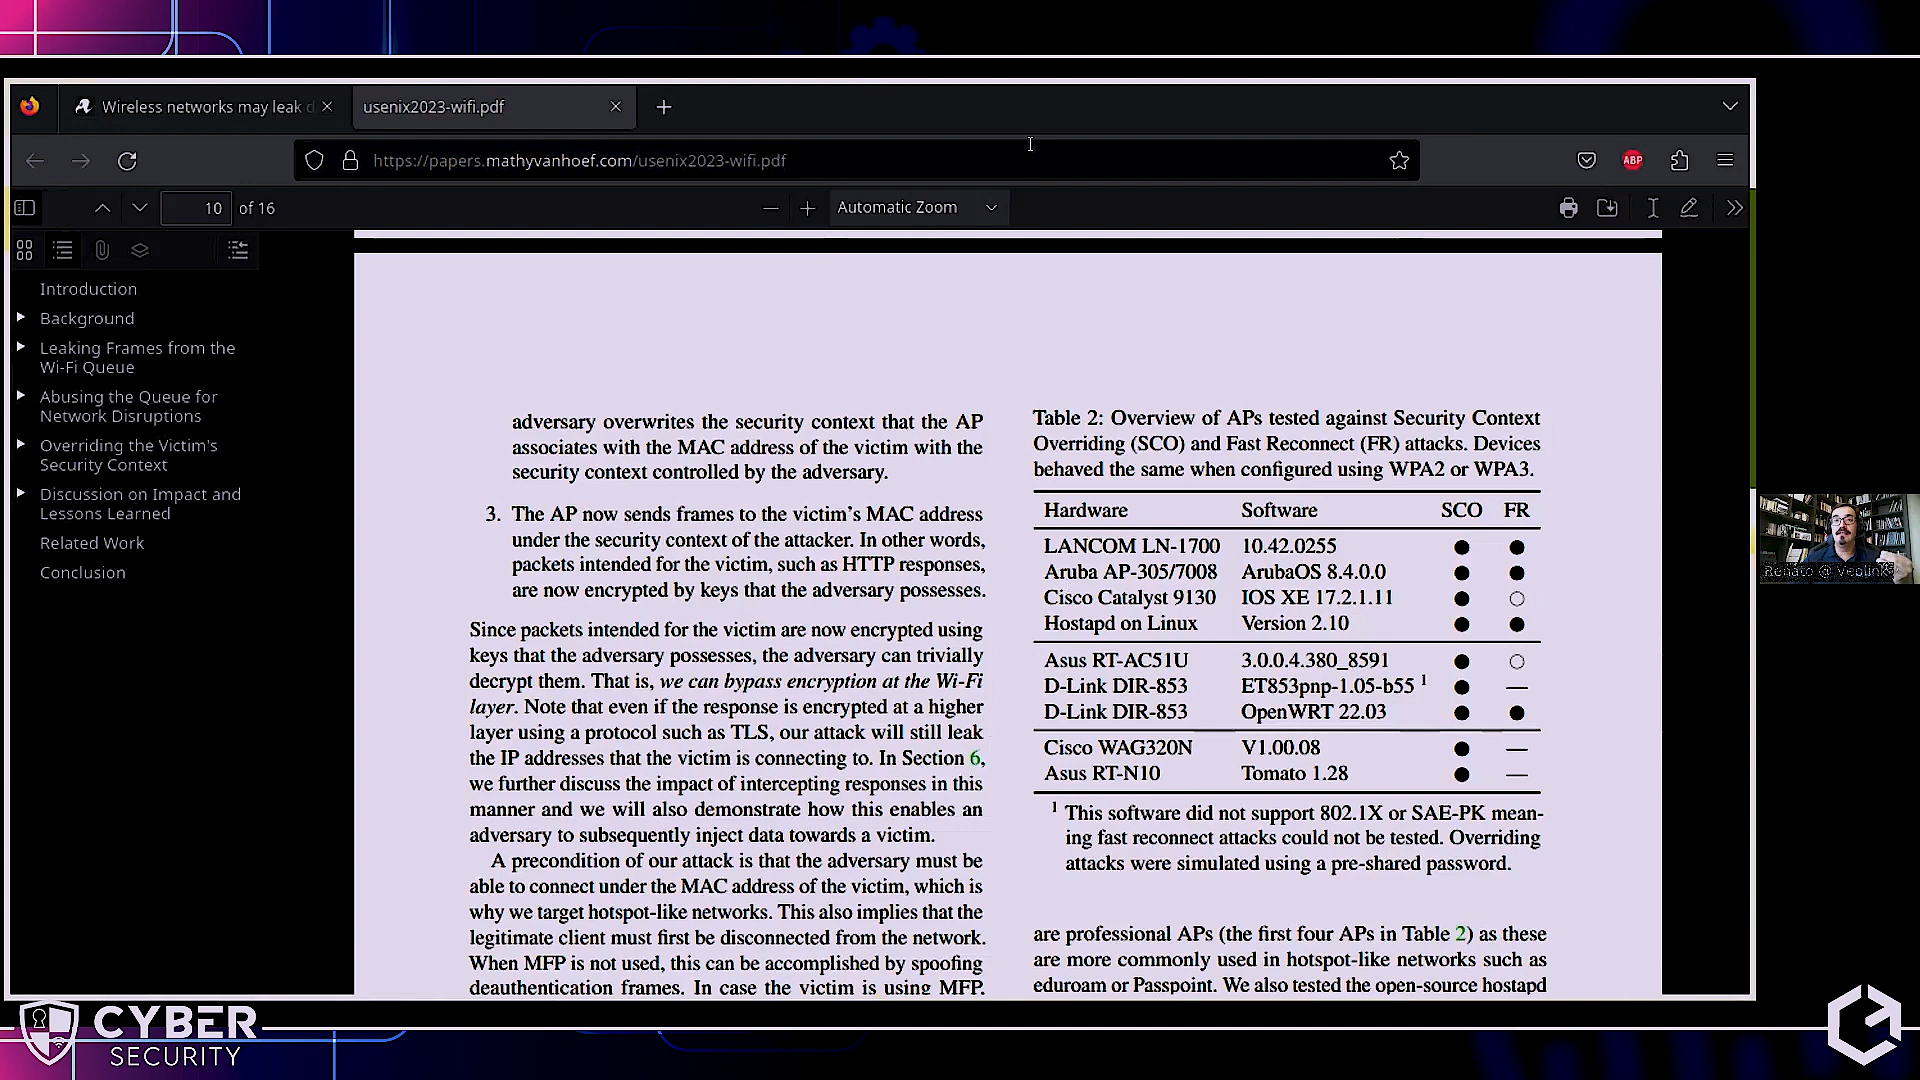 Wireless networks may leak d
usenix2023-wifi.pdf
https://papers.mathyvanhoef.com/usenix2023-wifi.pdf
ABP
10 of 16
Automatic Zoom
Introduction
Background
Leaking Frames from the
Wi-Fi Queue
Abusing the Queue for
Network Disruptions
Overriding the Victim's
Security Context
Discussion on Impact and
Lessons Learned
Related Work
Conclusion
adversary overwrites the security context that the AP
associates with the MAC address of the victim with the
security context controlled by the adversary.
3. The AP now sends frames to the victim's MAC address
under the security context of the attacker. In other words,
packets intended for the victim, such as HTTP responses,
are now encrypted by keys that the adversary possesses.
Since packets intended for the victim are now encrypted using
keys that the adversary possesses, the adversary can trivially
decrypt them. That is, we can bypass encryption at the Wi-Fi
layer. Note that even if the response is encrypted at a higher
layer using a protocol such as TLS, our attack will still leak
the IP addresses that the victim is connecting to. In Section 6,
we further discuss the impact of intercepting responses in this
manner and we will also demonstrate how this enables an
adversary to subsequently inject data towards a victim.
A precondition of our attack is that the adversary must be
able to connect under the MAC address of the victim, which is
why we target hotspot-like networks. This also implies that the
legitimate client must first be disconnected from the network.
When MFP is not used, this can be accomplished by spoofing
deauthentication frames. In case the victim is using MFP,
Table 2: Overview of APs tested against Security Context
Overriding (SCO) and Fast Reconnect (FR) attacks. Devices
behaved the same when configured using WPA2 or WPA3.
Hardware Software SCO FR
LANCOM LN-1700 10.42.0255 ● ●
Aruba AP-305/7008 ArubaOS 8.4.0.0 ● ●
Cisco Catalyst 9130 IOS XE 17.2.1.11 ● ○
Hostapd on Linux Version 2.10 ● ●
Asus RT-AC51U 3.0.0.4.380_8591 ● ○
D-Link DIR-853 ET853pnp-1.05-b55 1 ● —
D-Link DIR-853 OpenWRT 22.03 ● ●
Cisco WAG320N V1.00.08 ● —
Asus RT-N10 Tomato 1.28 ● —
1 This software did not support 802.1X or SAE-PK mean-
ing fast reconnect attacks could not be tested. Overriding
attacks were simulated using a pre-shared password.
are professional APs (the first four APs in Table 2) as these
are more commonly used in hotspot-like networks such as
eduroam or Passpoint. We also tested the open-source hostapd
Renato @ Veolink
CYBER
SECURITY